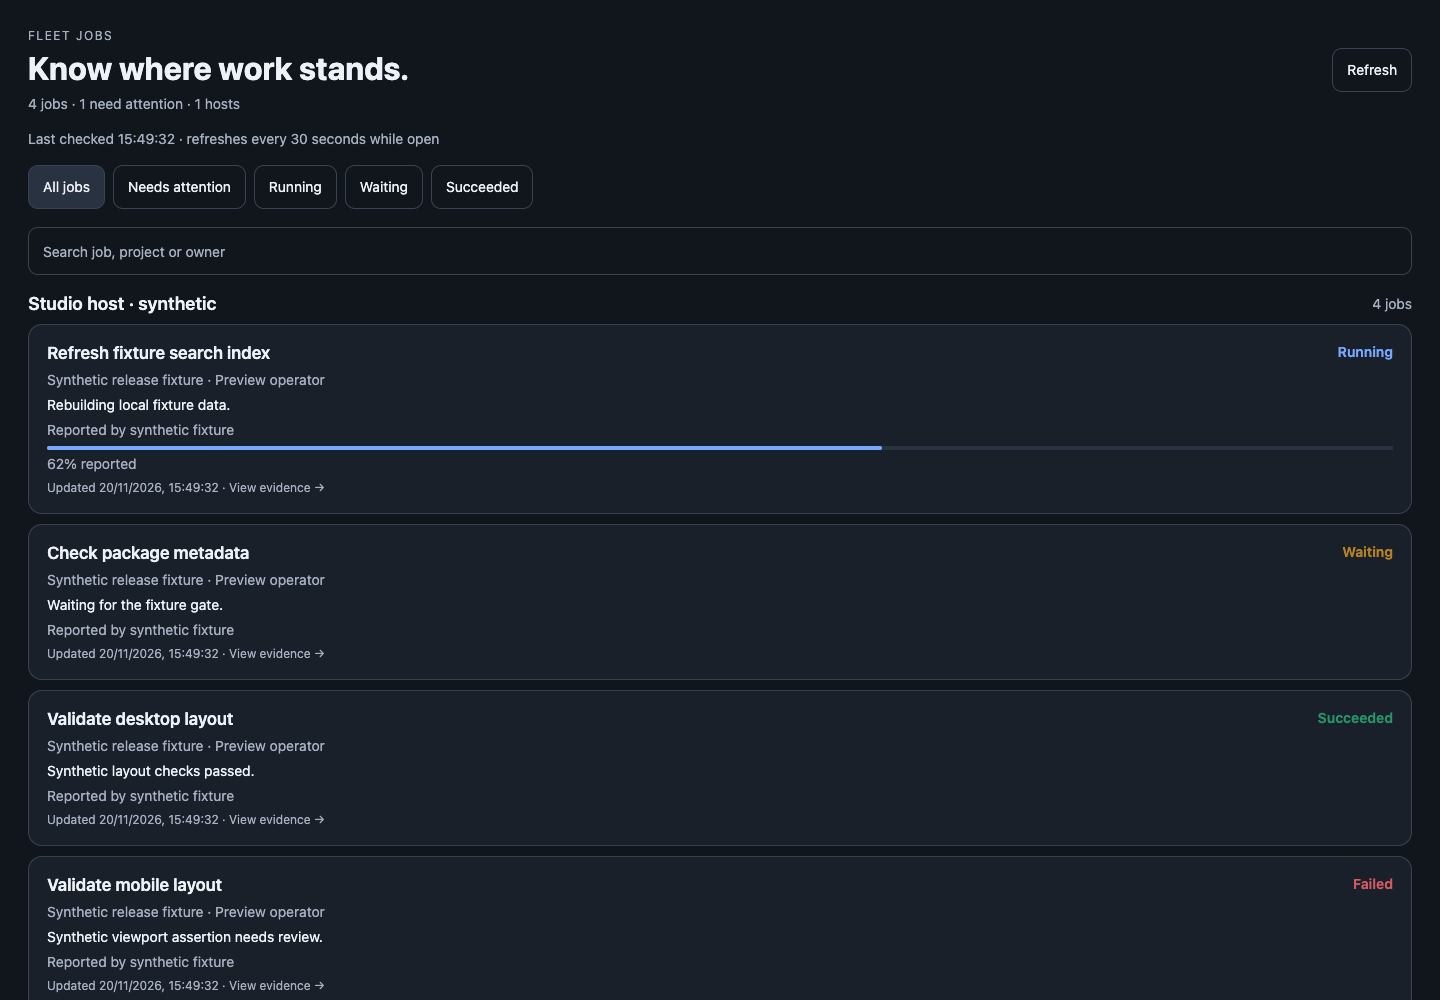 FLEET JOBS
Know where work stands.
4 jobs · 1 need attention · 1 hosts
Refresh
Last checked 15:49:32 · refreshes every 30 seconds while open
All jobs Needs attention Running Waiting Succeeded
Search job, project or owner
Studio host · synthetic 4 jobs
Refresh fixture search index Running
Synthetic release fixture · Preview operator
Rebuilding local fixture data.
Reported by synthetic fixture
62% reported
Updated 20/11/2026, 15:49:32 · View evidence →
Check package metadata Waiting
Synthetic release fixture · Preview operator
Waiting for the fixture gate.
Reported by synthetic fixture
Updated 20/11/2026, 15:49:32 · View evidence →
Validate desktop layout Succeeded
Synthetic release fixture · Preview operator
Synthetic layout checks passed.
Reported by synthetic fixture
Updated 20/11/2026, 15:49:32 · View evidence →
Validate mobile layout Failed
Synthetic release fixture · Preview operator
Synthetic viewport assertion needs review.
Reported by synthetic fixture
Updated 20/11/2026, 15:49:32 · View evidence →